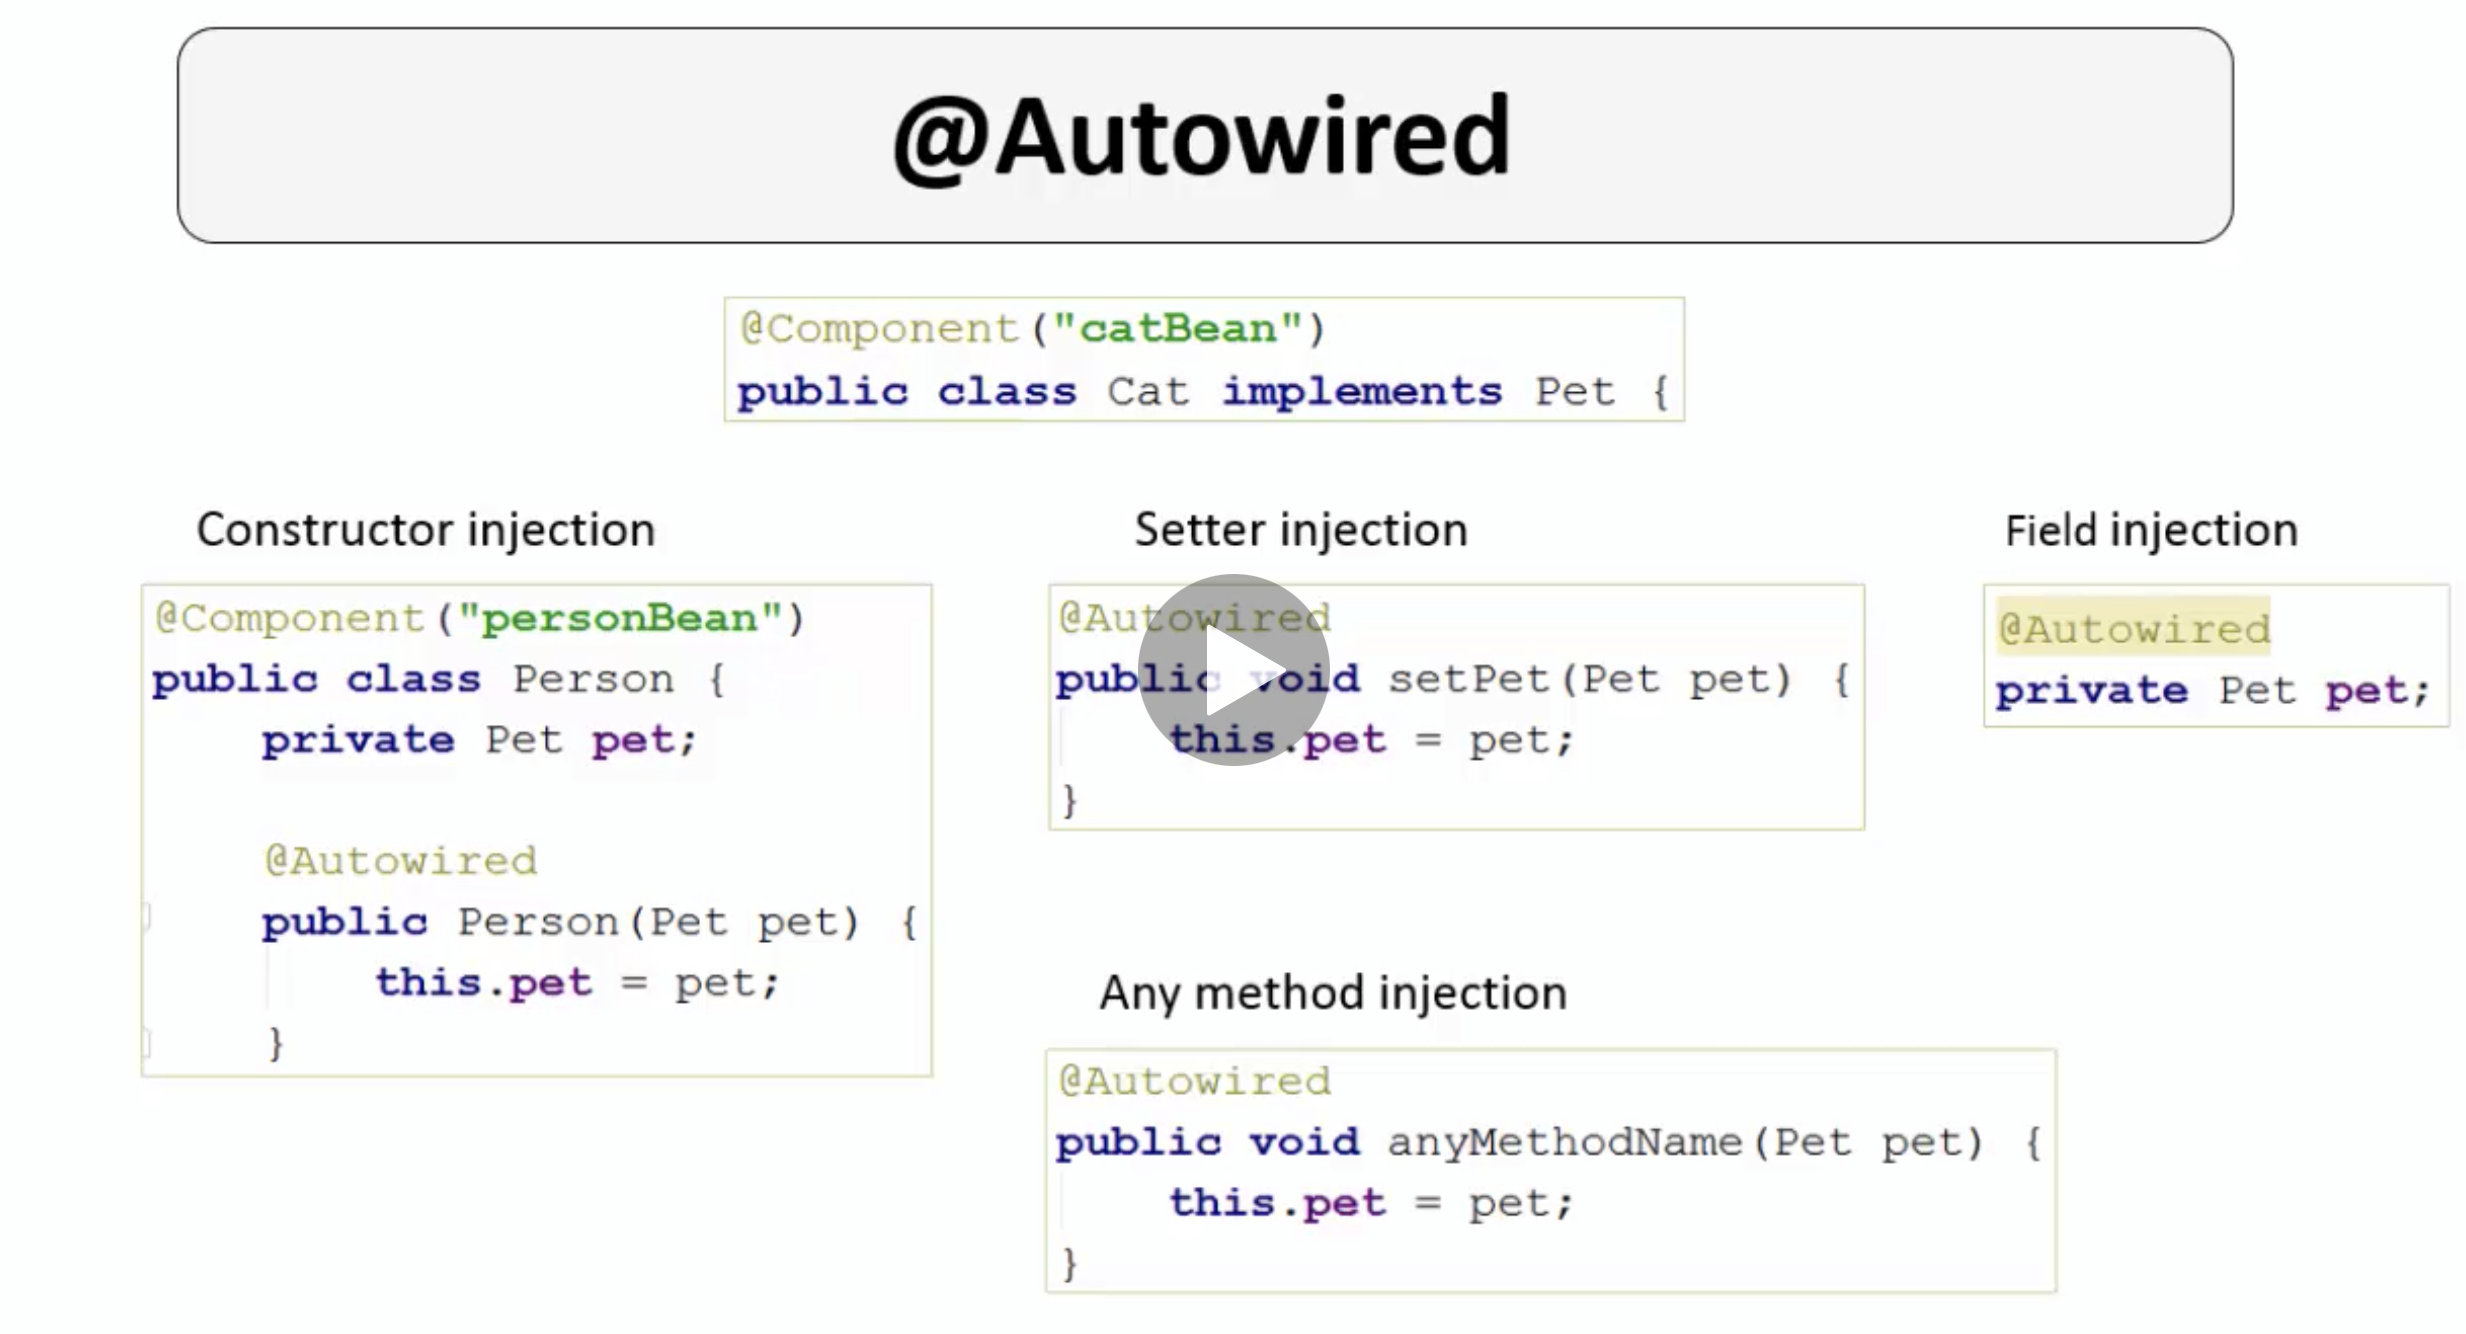 @Autowired
@Component("catBean")
public class Cat implements Pet {
Constructor injection
@Component("personBean")
public class Person {
private Pet pet;
@Autowired
public Person(Pet pet) {
this.pet = pet;
}
Setter injection
@Autowired
public void setPet(Pet pet) {
this.pet = pet;
}
Field injection
@Autowired
private Pet pet;
Any method injection
@Autowired
public void anyMethodName(Pet pet) {
this.pet = pet;
}